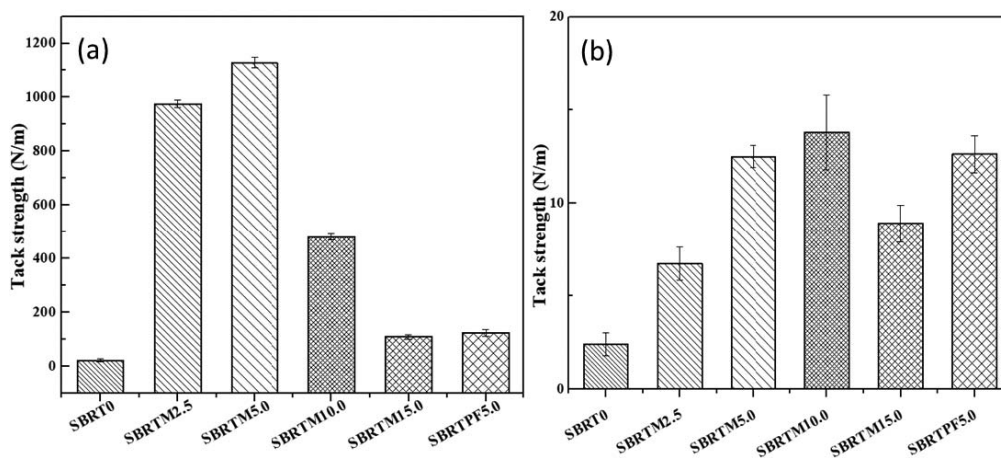 (a)
Tack strength (N/m)
1200
1000
800
600
400
200
0
SBRT0
SBRTM2.5
SBRTM5.0
SBRTM10.0
SBRTM15.0
SBRTPF5.0
(b)
Tack strength (N/m)
20
10
0
SBRT0
SBRTM2.5
SBRTM5.0
SBRTM10.0
SBRTM15.0
SBRTPF5.0